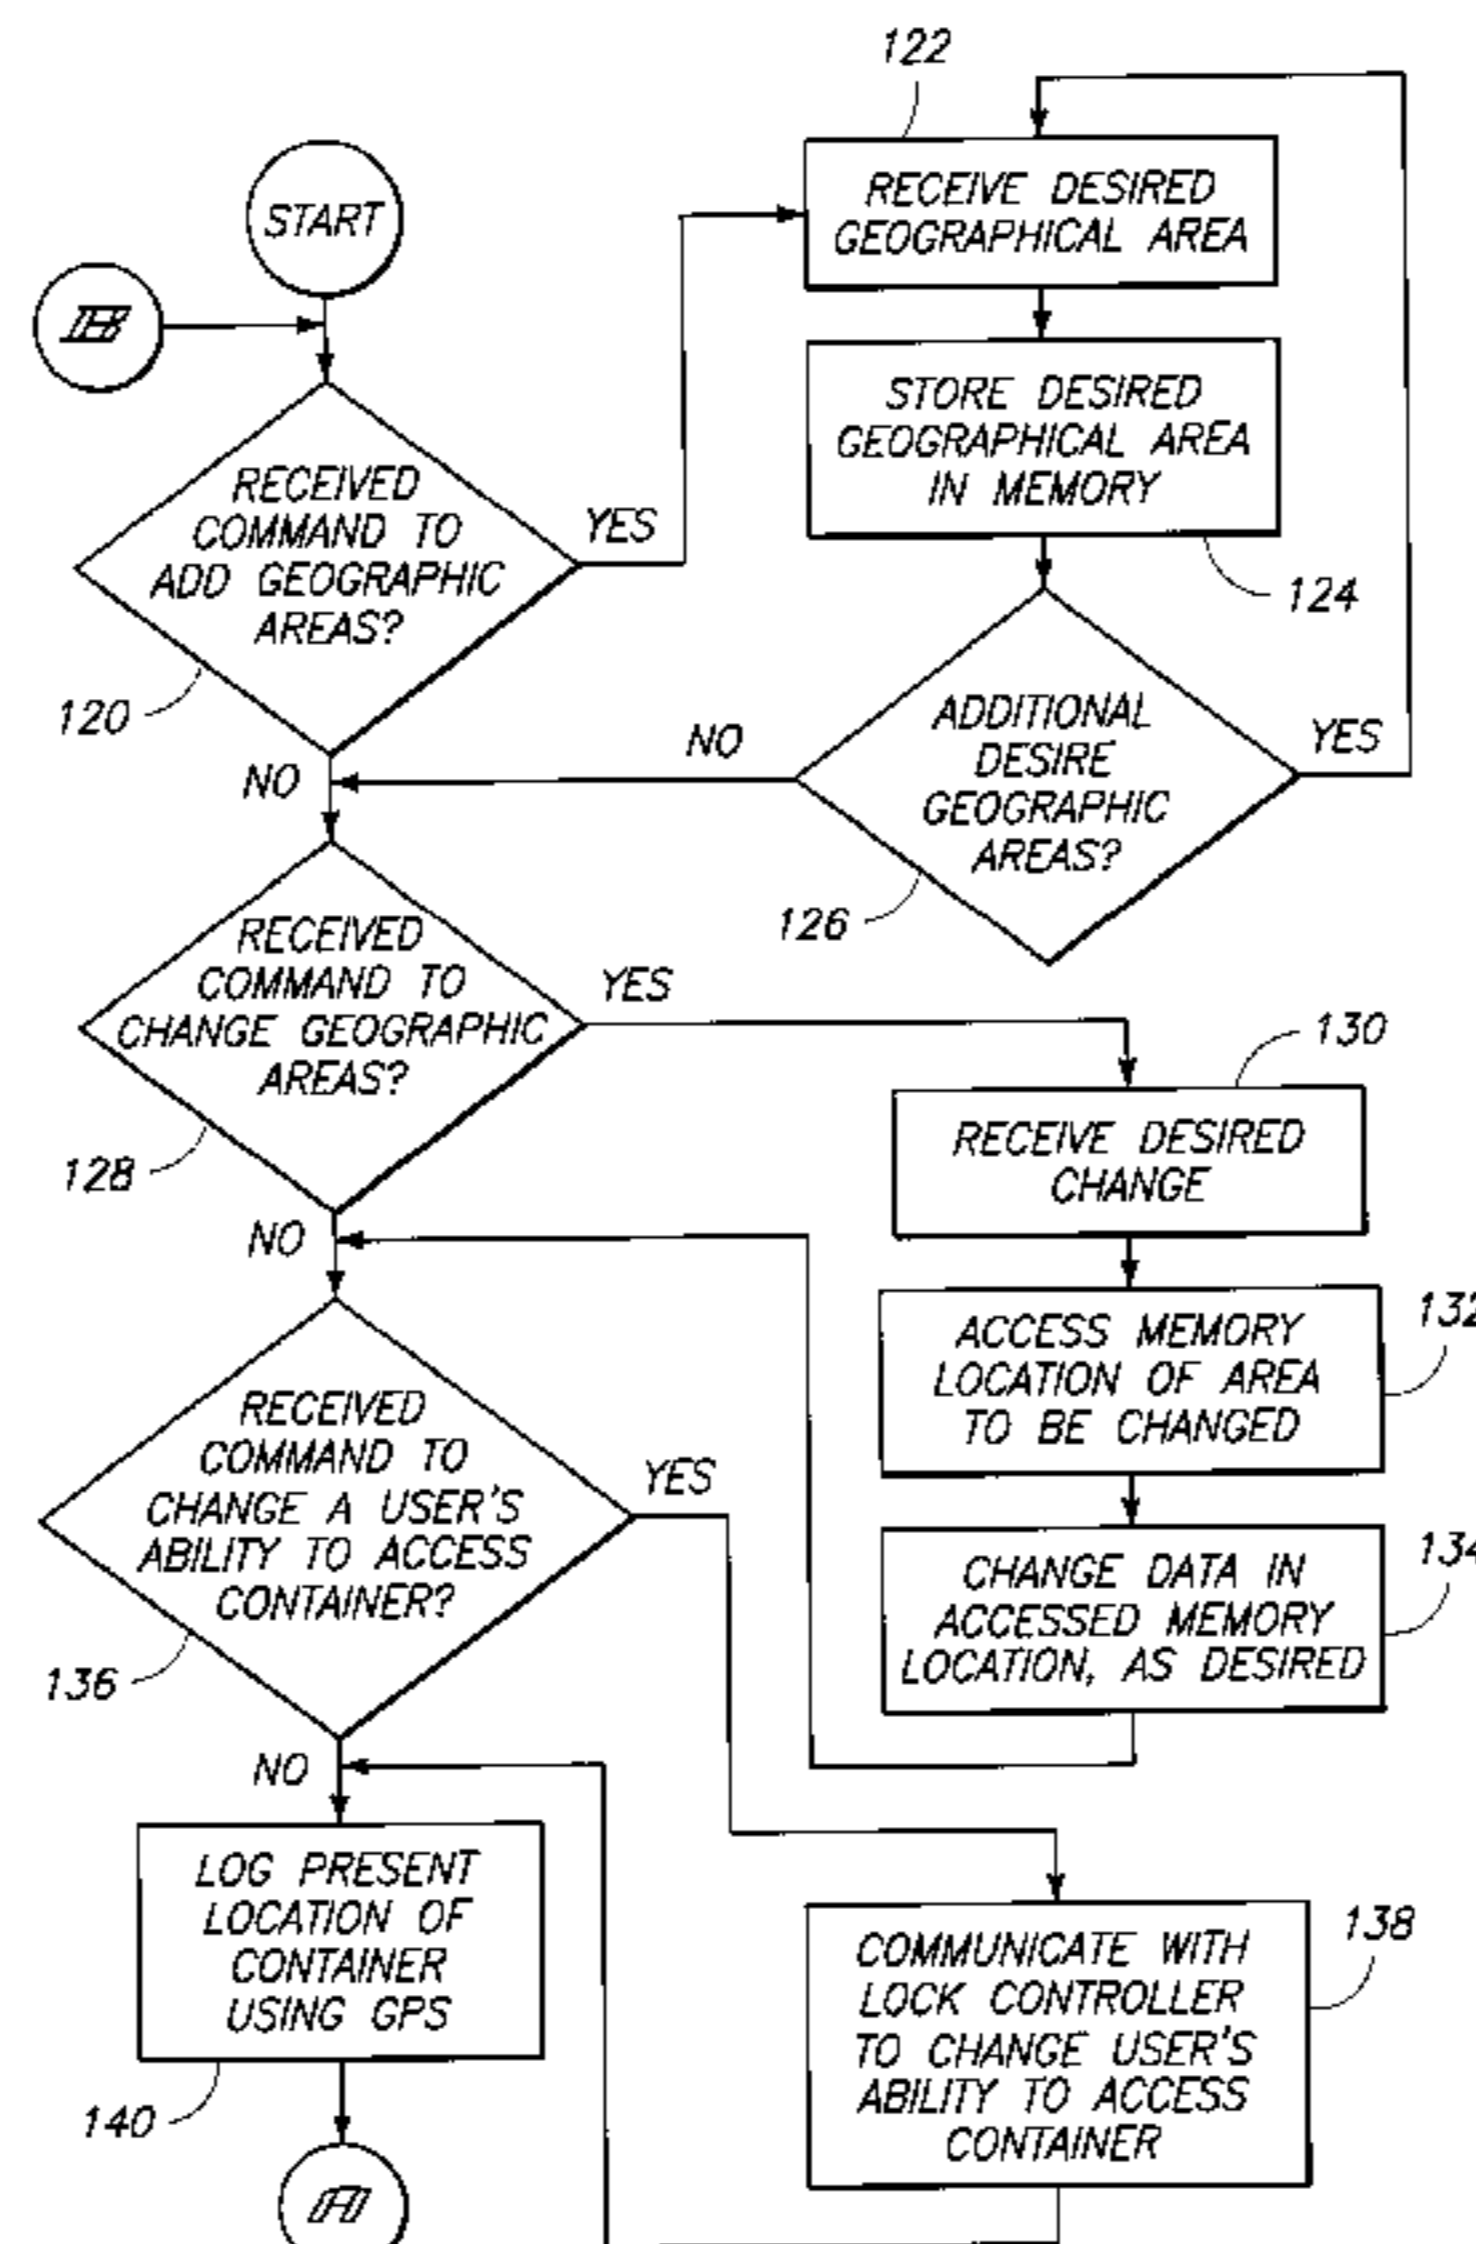 122
START
RECEIVE DESIRED
GEOGRAPHICAL AREA
STORE DESIRED
GEOGRAPHICAL AREA
IN MEMORY
124
RECEIVED
COMMAND TO
ADD GEOGRAPHIC
AREAS?
YES
120
NO
ADDITIONAL
DESIRE
GEOGRAPHIC
AREAS?
YES
NO
126
RECEIVED
COMMAND TO
CHANGE GEOGRAPHIC
AREAS?
YES
128
NO
130
RECEIVE DESIRED
CHANGE
132
ACCESS MEMORY
LOCATION OF AREA
TO BE CHANGED
134
CHANGE DATA IN
ACCESSED MEMORY
LOCATION, AS DESIRED
RECEIVED
COMMAND TO
CHANGE A USER'S
ABILITY TO ACCESS
CONTAINER?
YES
136
NO
LOG PRESENT
LOCATION OF
CONTAINER
USING GPS
140
138
COMMUNICATE WITH
LOCK CONTROLLER
TO CHANGE USER'S
ABILITY TO ACCESS
CONTAINER